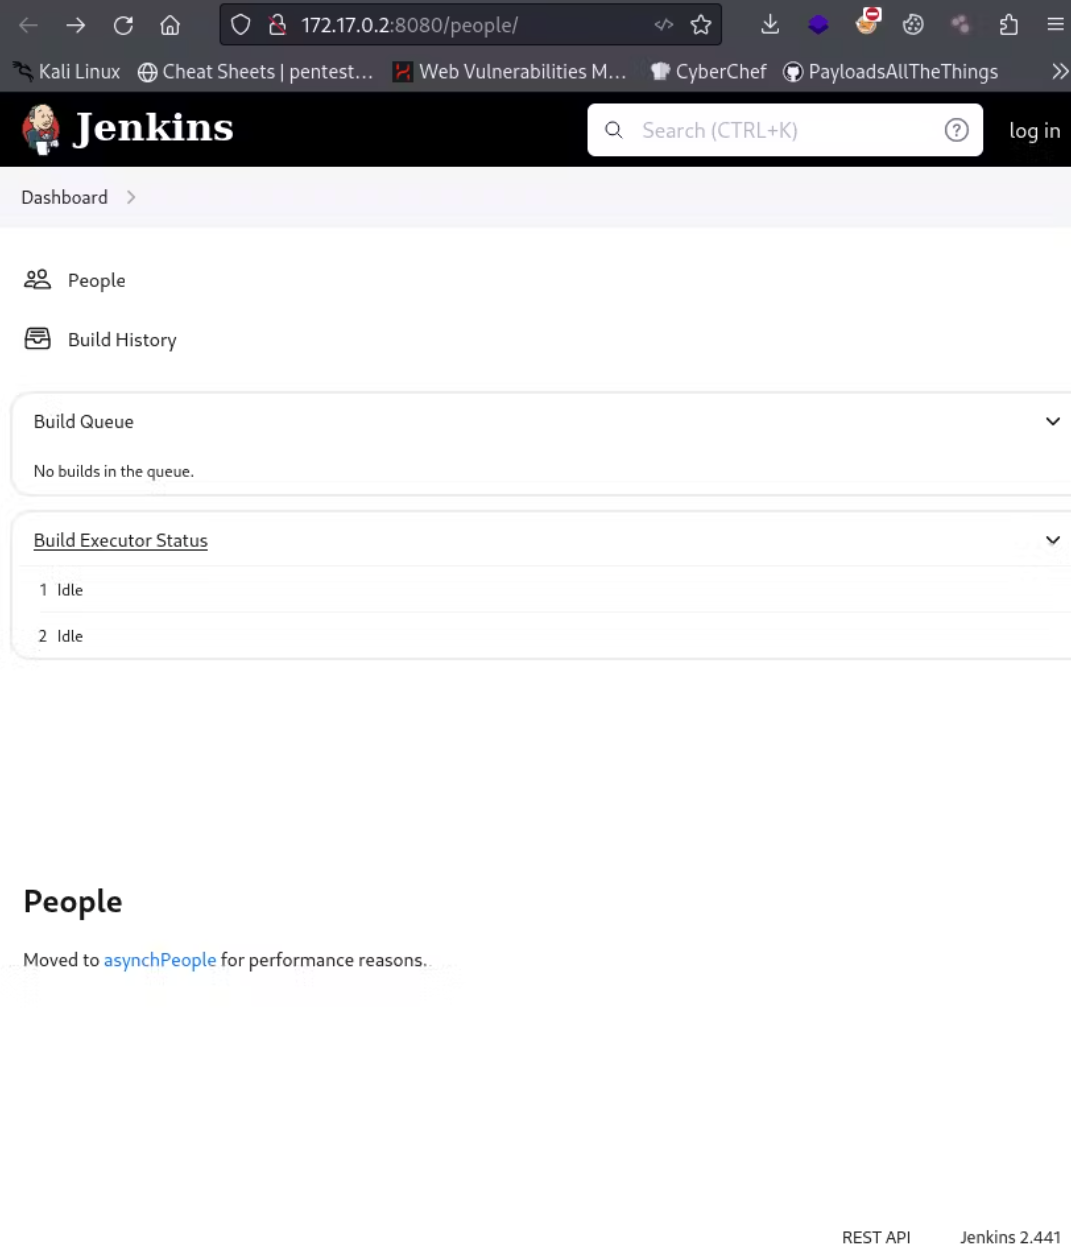 172.17.0.2:8080/people/
Kali Linux Cheat Sheets | pentest... Web Vulnerabilities M... CyberChef PayloadsAllTheThings
Jenkins Search (CTRL+K) log in
Dashboard
People
Build History
Build Queue
No builds in the queue.
Build Executor Status
1 Idle
2 Idle
People
Moved to asynchPeople for performance reasons.
REST API Jenkins 2.441